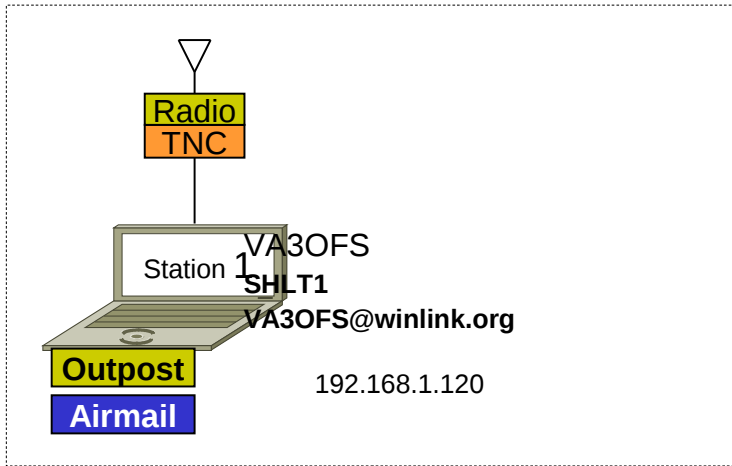 Radio
TNC
Station 1
VA3OFS
SHLT1
VA3OFS@winlink.org
Outpost
192.168.1.120
Airmail